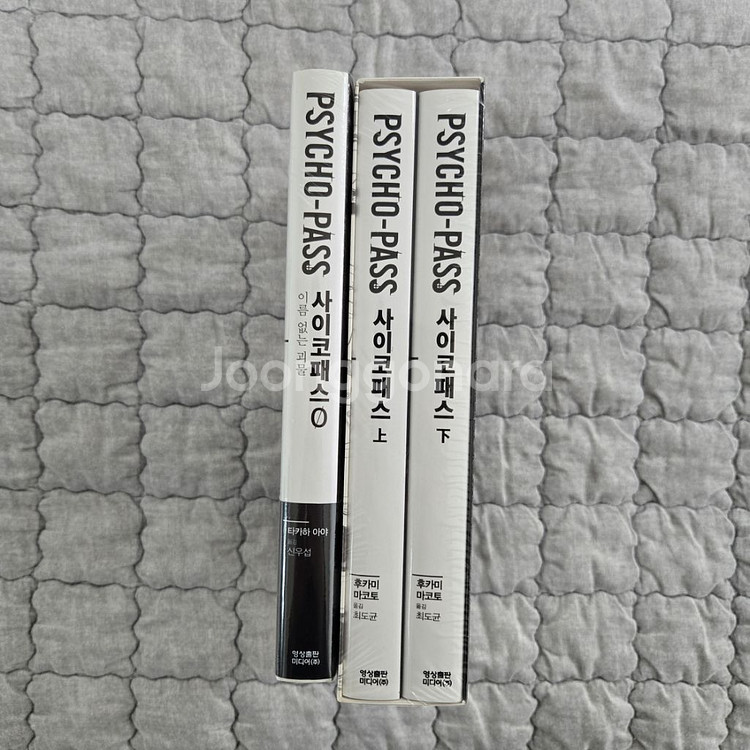 PSYCHO-PASS 사이코패스 0
이름 없는 괴물
타카하 아야
옮김
신우섭
영상출판
미디어(주)
PSYCHO-PASS 사이코패스 上
후카미
마코토
옮김
최도균
영상출판
미디어(주)
PSYCHO-PASS 사이코패스 下
후카미
마코토
옮김
최도균
영상출판
미디어(주)
Joonggonara